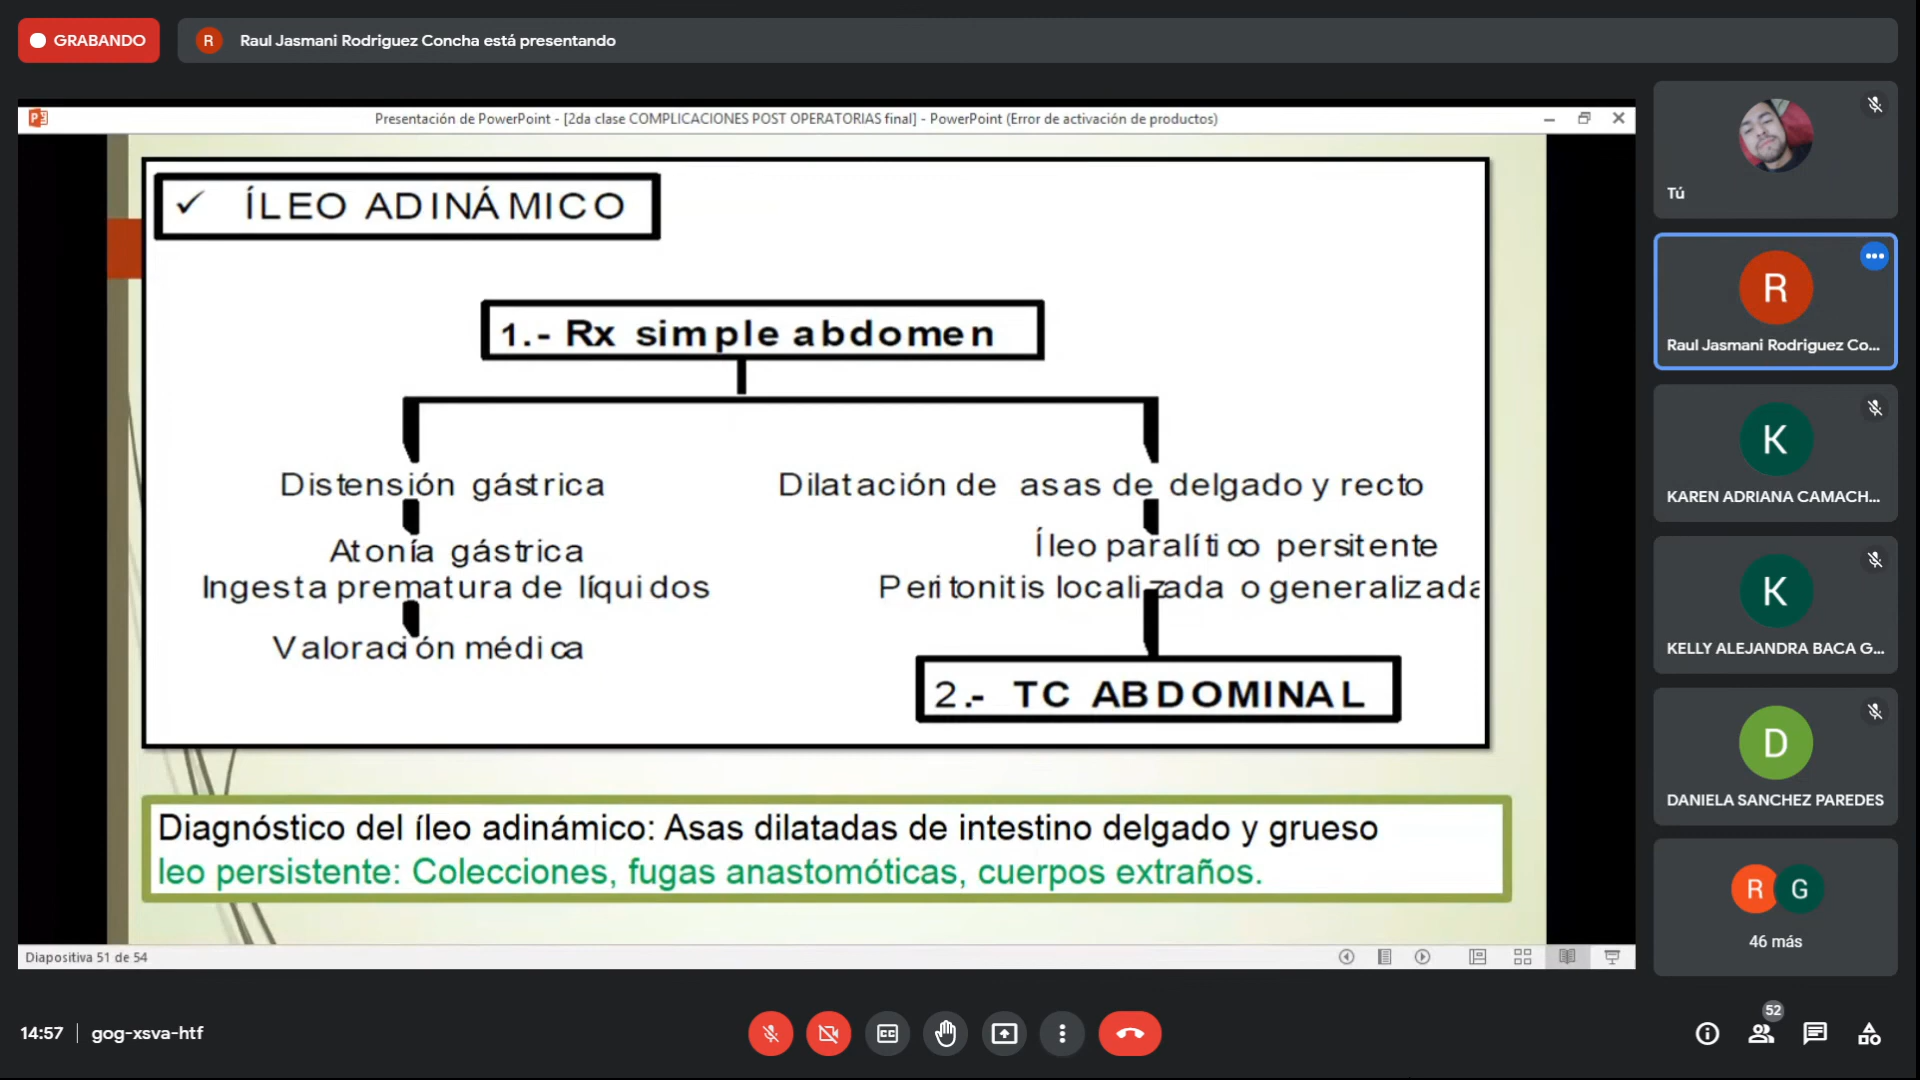 GRABANDO
R Raul Jasmani Rodriguez Concha está presentando
Presentación de PowerPoint - [2da clase COMPLICACIONES POST OPERATORIAS final] - PowerPoint (Error de activación de productos)
✓ ÍLEO ADINÁMICO
1.- Rx simple abdomen
Distensión gástrica
Dilatación de asas de delgado y recto
Atonía gástrica
Íleo paralítico persitente
Ingesta prematura de líquidos
Peritonitis localizada o generalizada
Valoración médica
2.- TC ABDOMINAL
Diagnóstico del íleo adinámico: Asas dilatadas de intestino delgado y grueso
leo persistente: Colecciones, fugas anastomóticas, cuerpos extraños.
Diapositiva 51 de 54
Tú
R
Raul Jasmani Rodriguez Co...
K
KAREN ADRIANA CAMACH...
K
KELLY ALEJANDRA BACA G...
D
DANIELA SANCHEZ PAREDES
R G
46 más
14:57 | gog-xsva-htf
CC
52